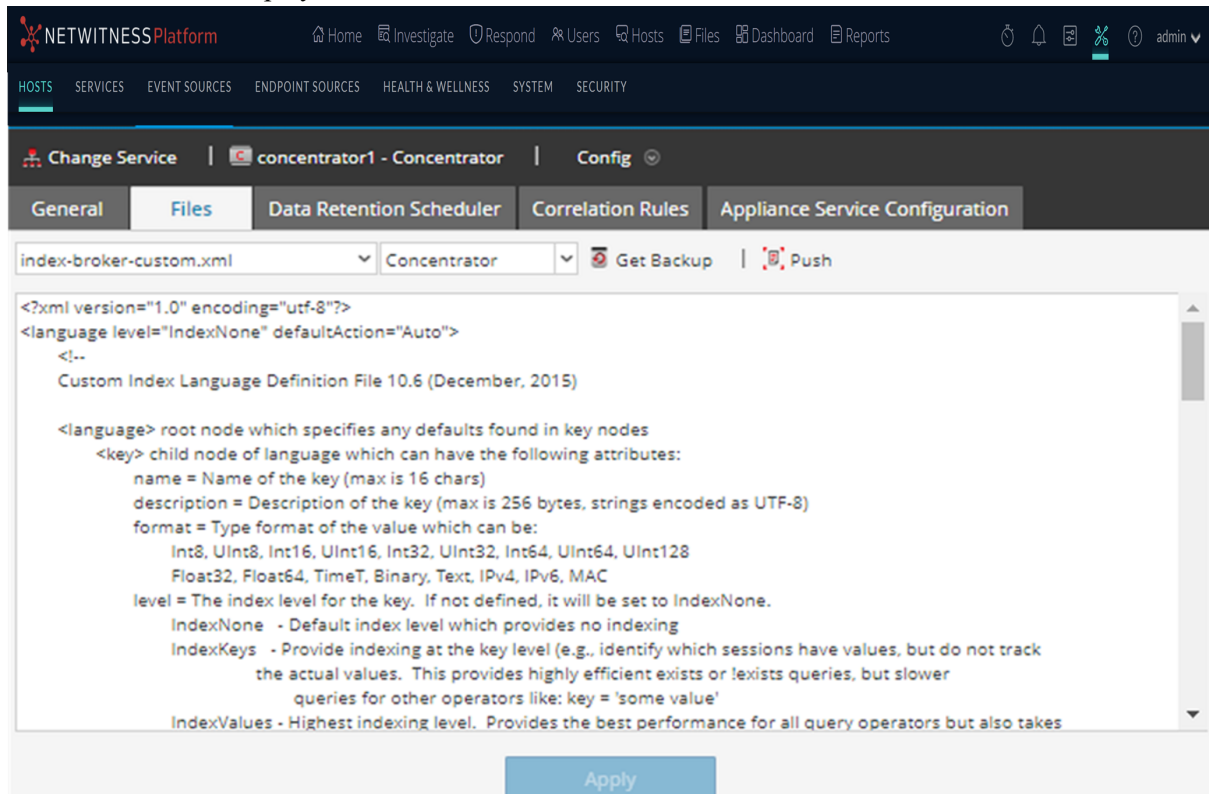 NETWITNESS Platform Home Investigate Respond Users Hosts Files Dashboard Reports admin
HOSTS SERVICES EVENT SOURCES ENDPOINT SOURCES HEALTH & WELLNESS SYSTEM SECURITY
Change Service | concentrator1 - Concentrator | Config
General Files Data Retention Scheduler Correlation Rules Appliance Service Configuration
index-broker-custom.xml Concentrator Get Backup | Push
<?xml version="1.0" encoding="utf-8"?>
<language level="IndexNone" defaultAction="Auto">
<!--
Custom Index Language Definition File 10.6 (December, 2015)
<language> root node which specifies any defaults found in key nodes
<key> child node of language which can have the following attributes:
name = Name of the key (max is 16 chars)
description = Description of the key (max is 256 bytes, strings encoded as UTF-8)
format = Type format of the value which can be:
Int8, UInt8, Int16, UInt16, Int32, UInt32, Int64, UInt64, UInt128
Float32, Float64, TimeT, Binary, Text, IPv4, IPv6, MAC
level = The index level for the key. If not defined, it will be set to IndexNone.
IndexNone - Default index level which provides no indexing
IndexKeys - Provide indexing at the key level (e.g., identify which sessions have values, but do not track
the actual values. This provides highly efficient exists or !exists queries, but slower
queries for other operators like: key = 'some value'
IndexValues - Highest indexing level. Provides the best performance for all query operators but also takes
Apply